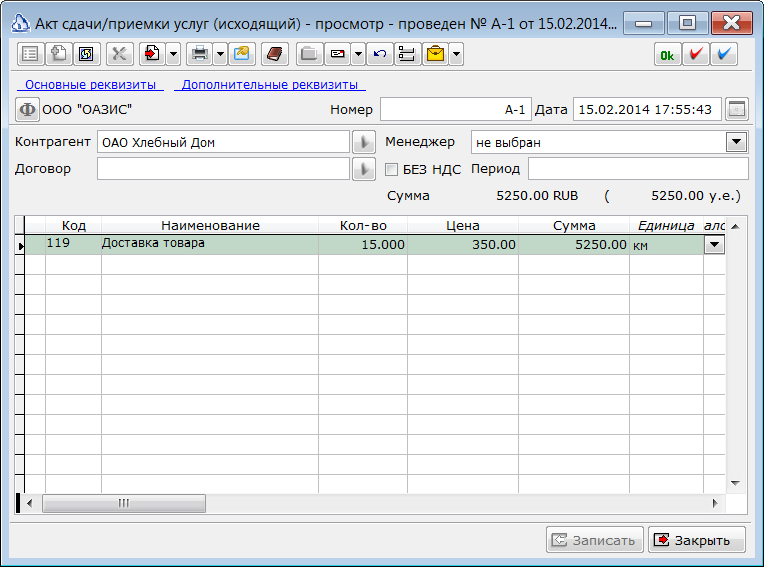 Акт сдачи/приемки услуг (исходящий) - просмотр - проведен № А-1 от 15.02.2014...
Ok
Основные реквизиты Дополнительные реквизиты
Ф ООО "ОАЗИС" Номер А-1 Дата 15.02.2014 17:55:43
Контрагент ОАО Хлебный Дом Менеджер не выбран
Договор БЕЗ НДС Период
Сумма 5250.00 RUB ( 5250.00 у.е.)
Код Наименование Кол-во Цена Сумма Единица алс
119 Доставка товара 15.000 350.00 5250.00 км
Записать Закрыть